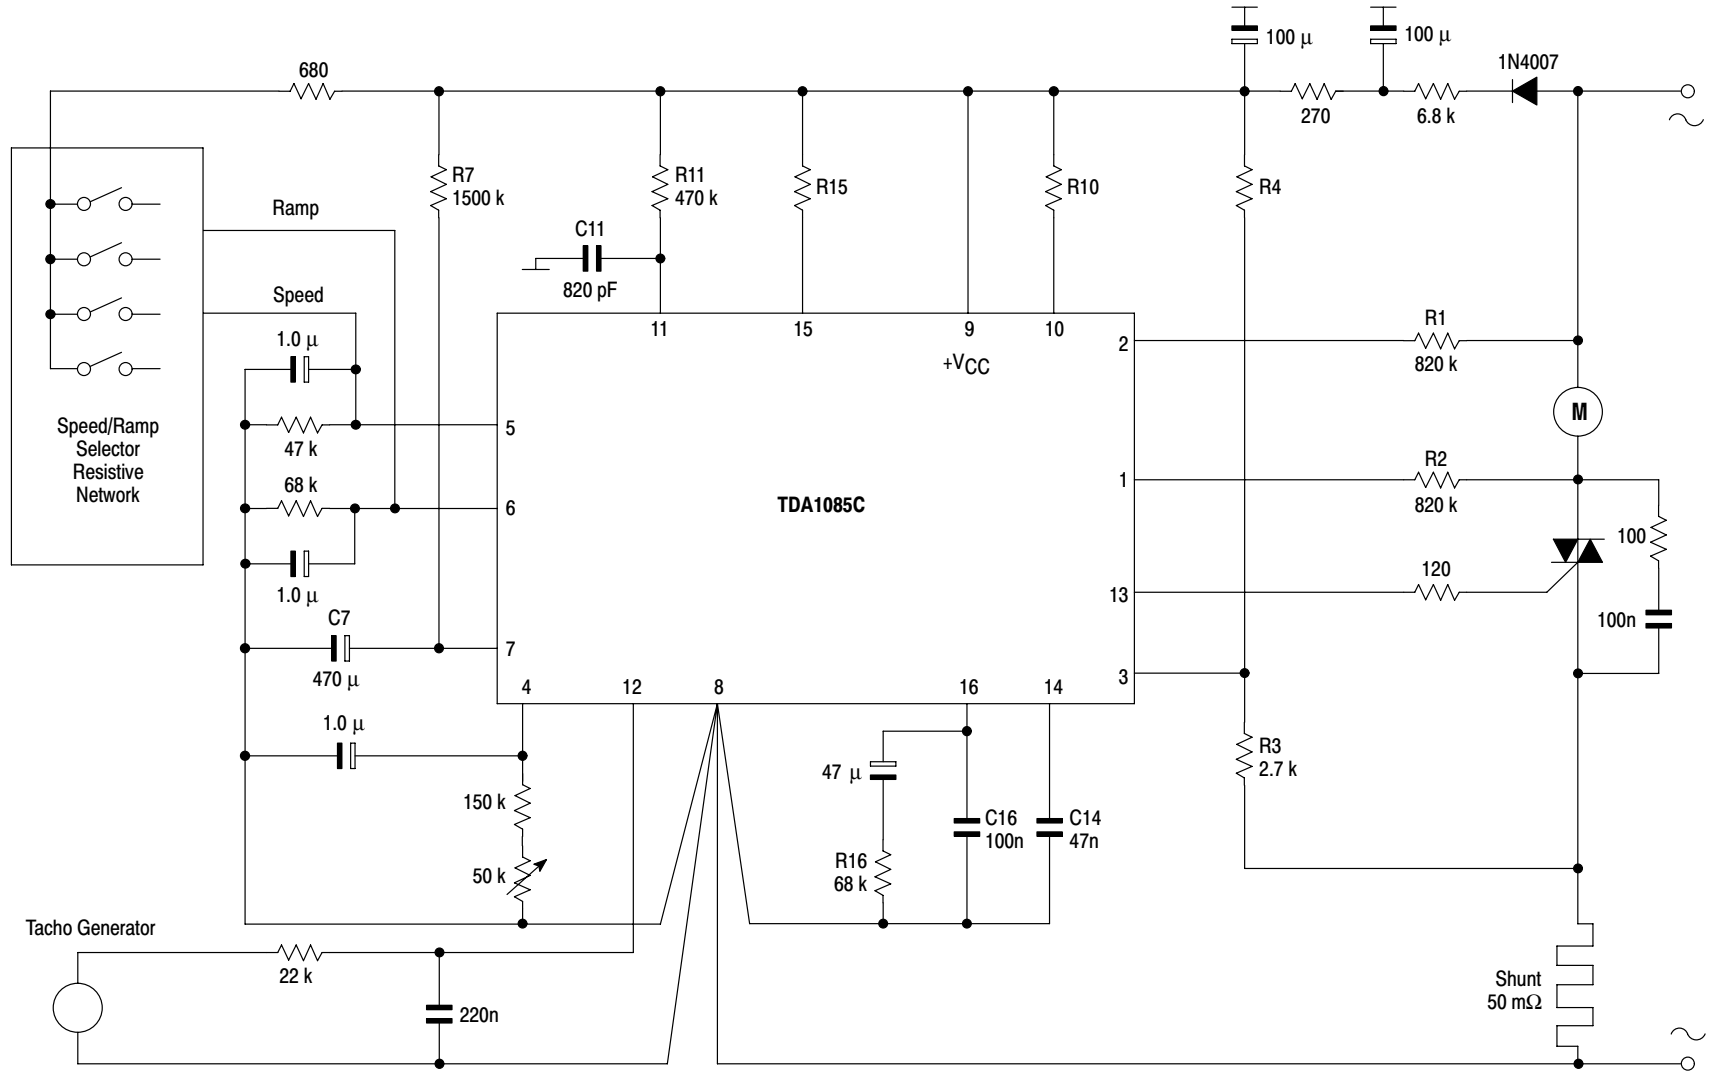 100 μ
100 μ
1N4007
680
270
6.8 k
R7
1500 k
R11
470 k
R15
R10
R4
Ramp
C11
820 pF
Speed
1.0 μ
11
15
9
10
+VCC
2
R1
820 k
M
Speed/Ramp
Selector
Resistive
Network
47 k
5
68 k
6
1.0 μ
TDA1085C
1
R2
820 k
100
13
120
100n
C7
470 μ
7
3
4
12
8
16
14
1.0 μ
150 k
50 k
47 μ
R16
68 k
C16
100n
C14
47n
R3
2.7 k
Tacho Generator
22 k
220n
Shunt
50 mΩ